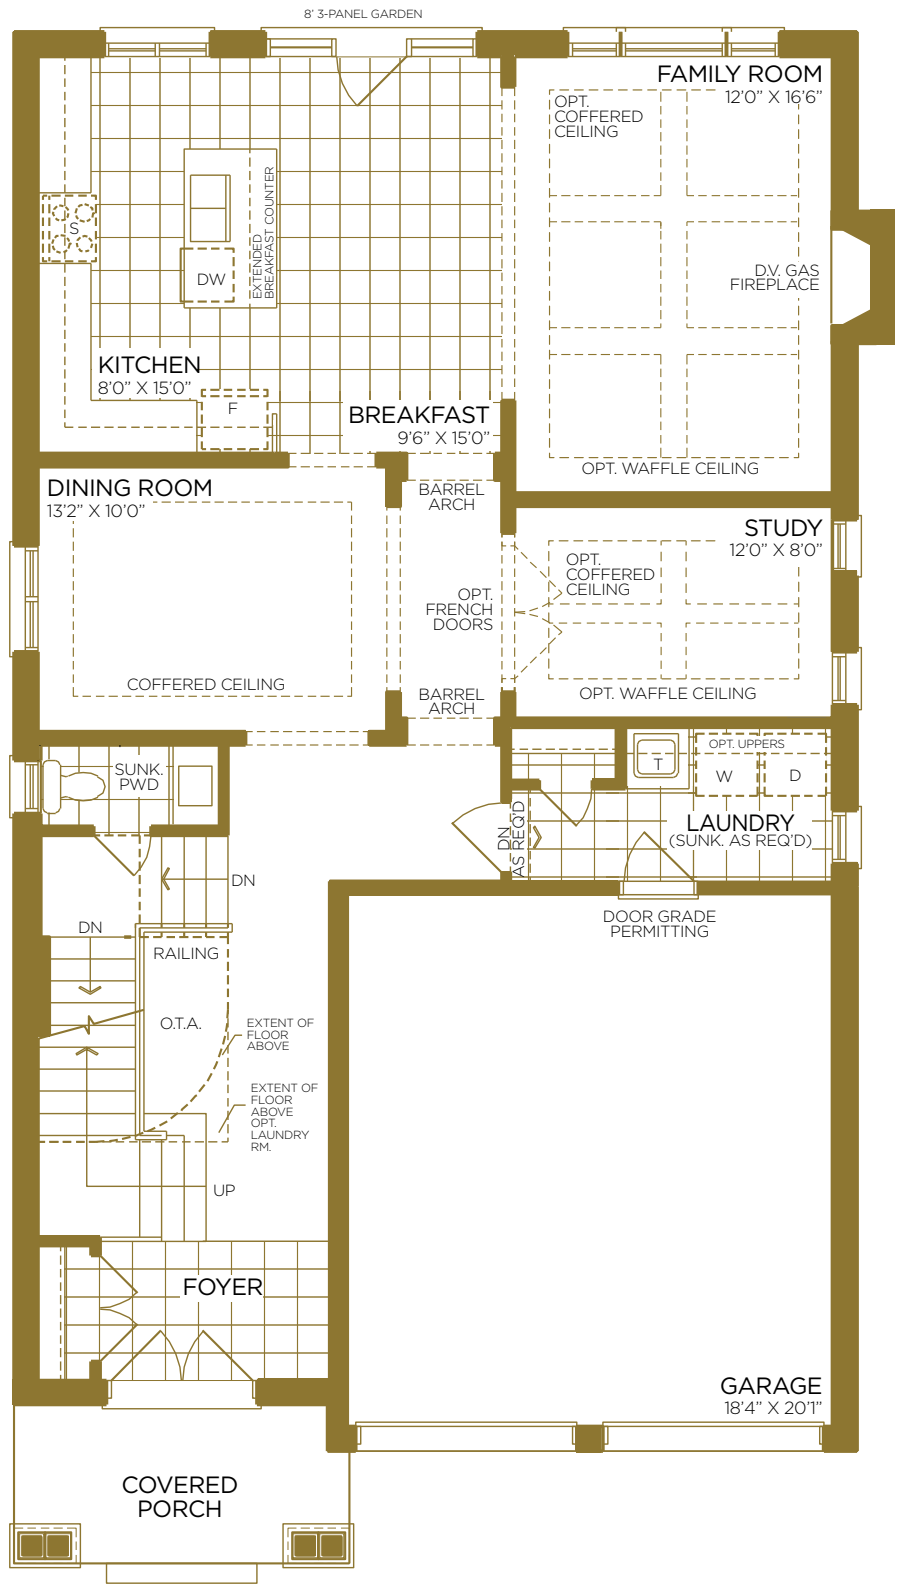 8' 3-PANEL GARDEN
FAMILY ROOM
12'0" X 16'6"
OPT.
COFFERED
CEILING
S
DW
EXTENDED
BREAKFAST COUNTER
D.V. GAS
FIREPLACE
KITCHEN
8'0" X 15'0"
F
BREAKFAST
9'6" X 15'0"
OPT. WAFFLE CEILING
DINING ROOM
13'2" X 10'0"
BARREL
ARCH
STUDY
12'0" X 8'0"
OPT.
COFFERED
CEILING
OPT.
FRENCH
DOORS
COFFERED CEILING
BARREL
ARCH
OPT. WAFFLE CEILING
SUNK.
PWD
T
OPT. UPPERS
W
D
LAUNDRY
(SUNK. AS REQ'D)
DN
AS REQ'D
DN
DN
DOOR GRADE
PERMITTING
RAILING
O.T.A.
EXTENT OF
FLOOR
ABOVE
EXTENT OF
FLOOR
ABOVE
OPT.
LAUNDRY
RM.
UP
FOYER
GARAGE
18'4" X 20'1"
COVERED
PORCH